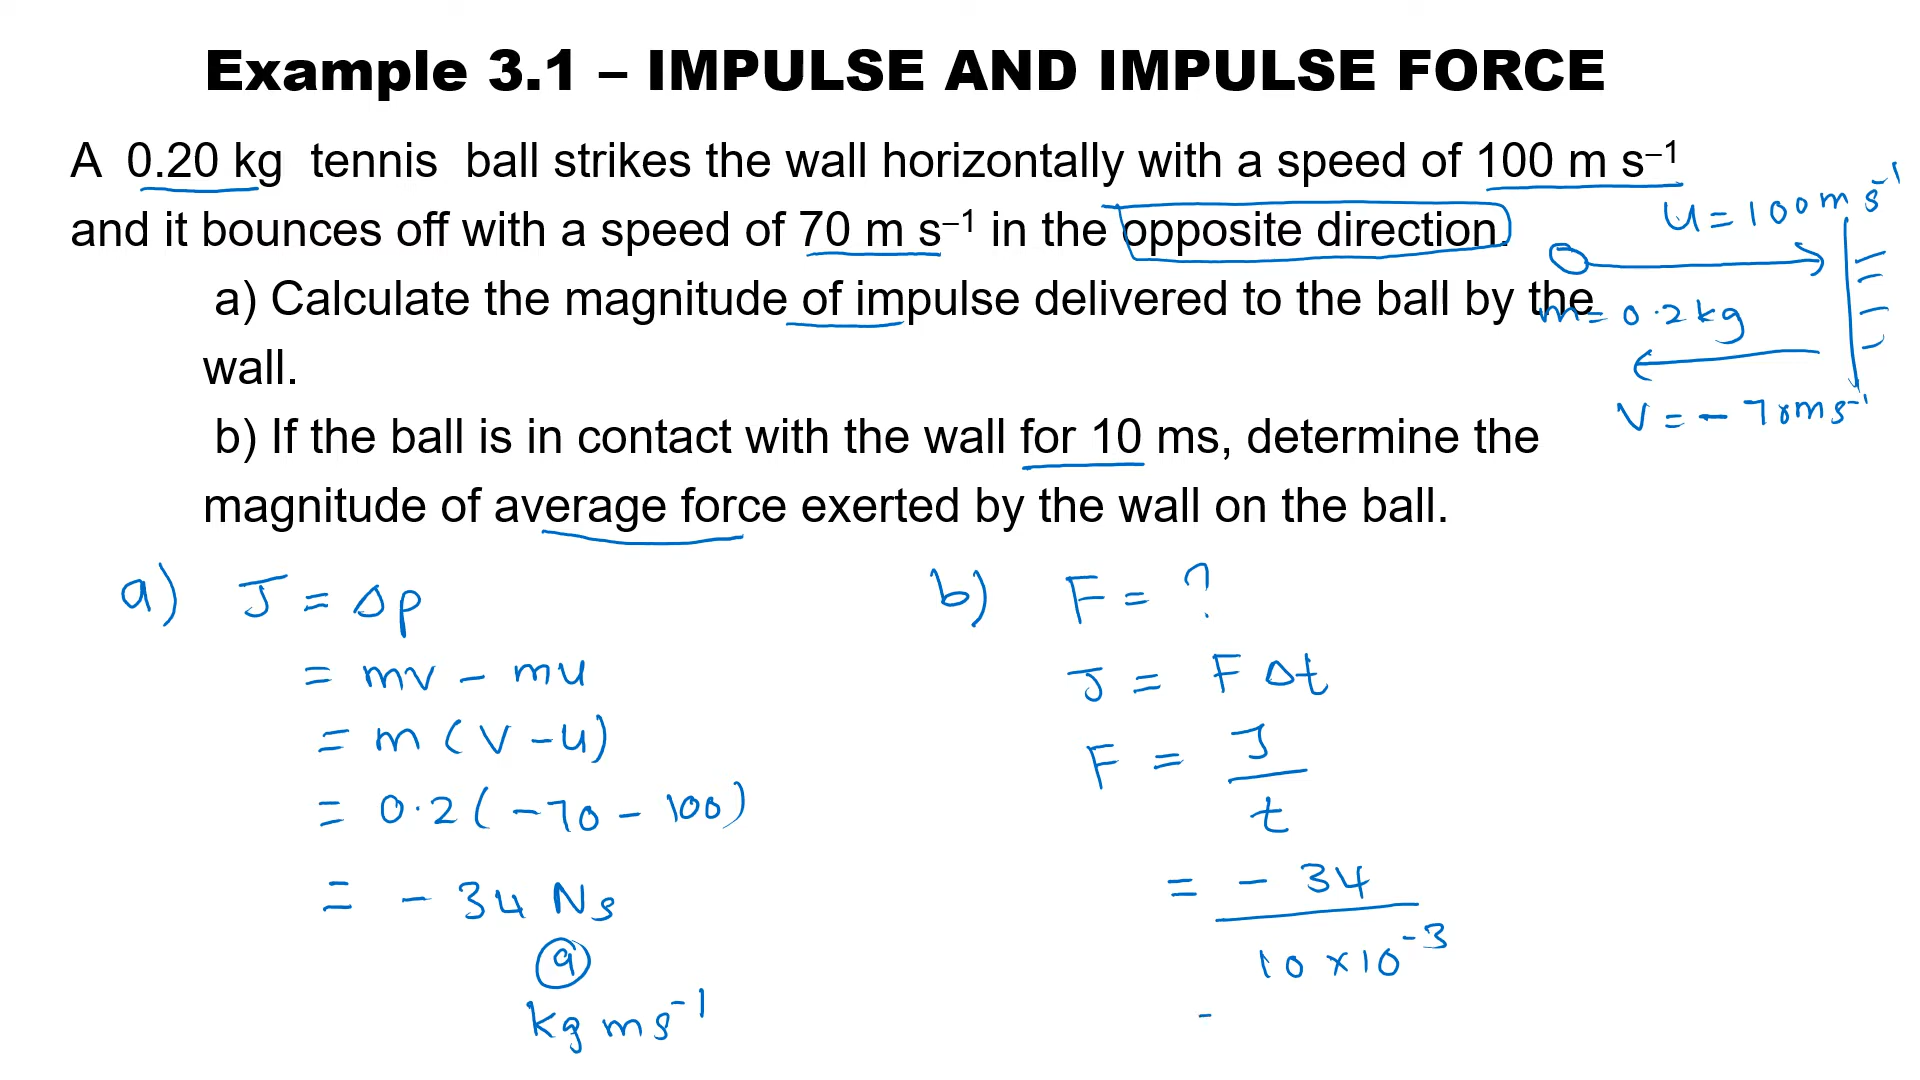 Example 3.1 – IMPULSE AND IMPULSE FORCE
A 0.20 kg tennis ball strikes the wall horizontally with a speed of 100 m s⁻¹
and it bounces off with a speed of 70 m s⁻¹ in the opposite direction.
a) Calculate the magnitude of impulse delivered to the ball by the
wall.
b) If the ball is in contact with the wall for 10 ms, determine the
magnitude of average force exerted by the wall on the ball.
u = 100 m s⁻¹
m = 0.2 kg
v = - 70 m s⁻¹
a) J = Δp
= mv - mu
= m (v - u)
= 0.2 ( -70 - 100)
= - 34 Ns
@
kg m s⁻¹
b) F = ?
J = F Δt
F = J
t
= - 34
10 x 10⁻³
-